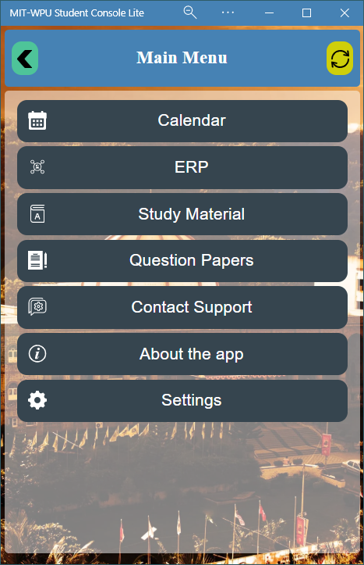 MIT-WPU Student Console Lite
Main Menu
Calendar
ERP
Study Material
Question Papers
Contact Support
About the app
Settings